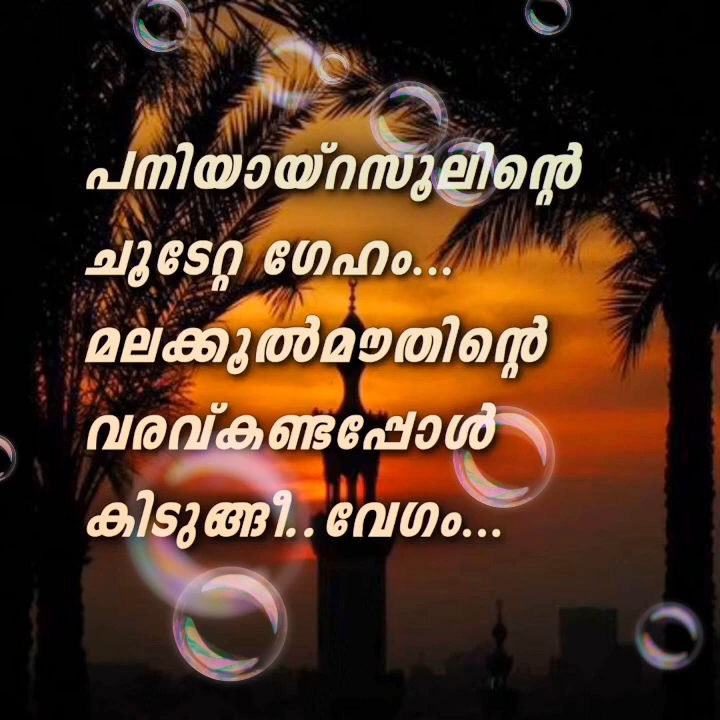 പനിയായ്റസൂലിന്റെ
ചൂടേറ്റ ഗേഹം...
മലക്കുൽമൗതിന്റെ
വരവ്കണ്ടപ്പോൾ
കിടുങ്ങീ..വേഗം...